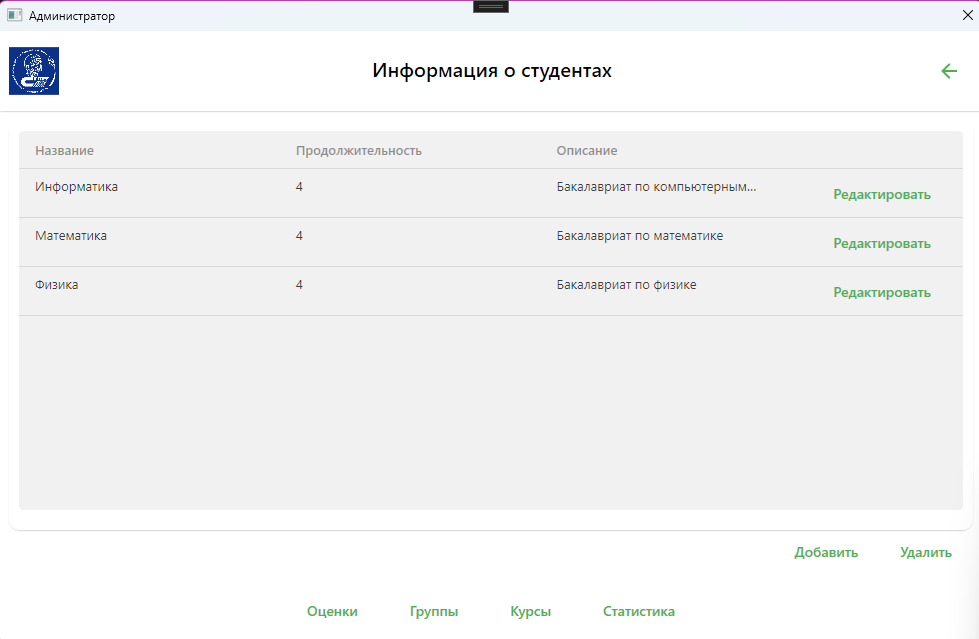 Администратор
Информация о студентах
Название Продолжительность Описание
Информатика 4 Бакалавриат по компьютерным... Редактировать
Математика 4 Бакалавриат по математике Редактировать
Физика 4 Бакалавриат по физике Редактировать
Добавить Удалить
Оценки Группы Курсы Статистика